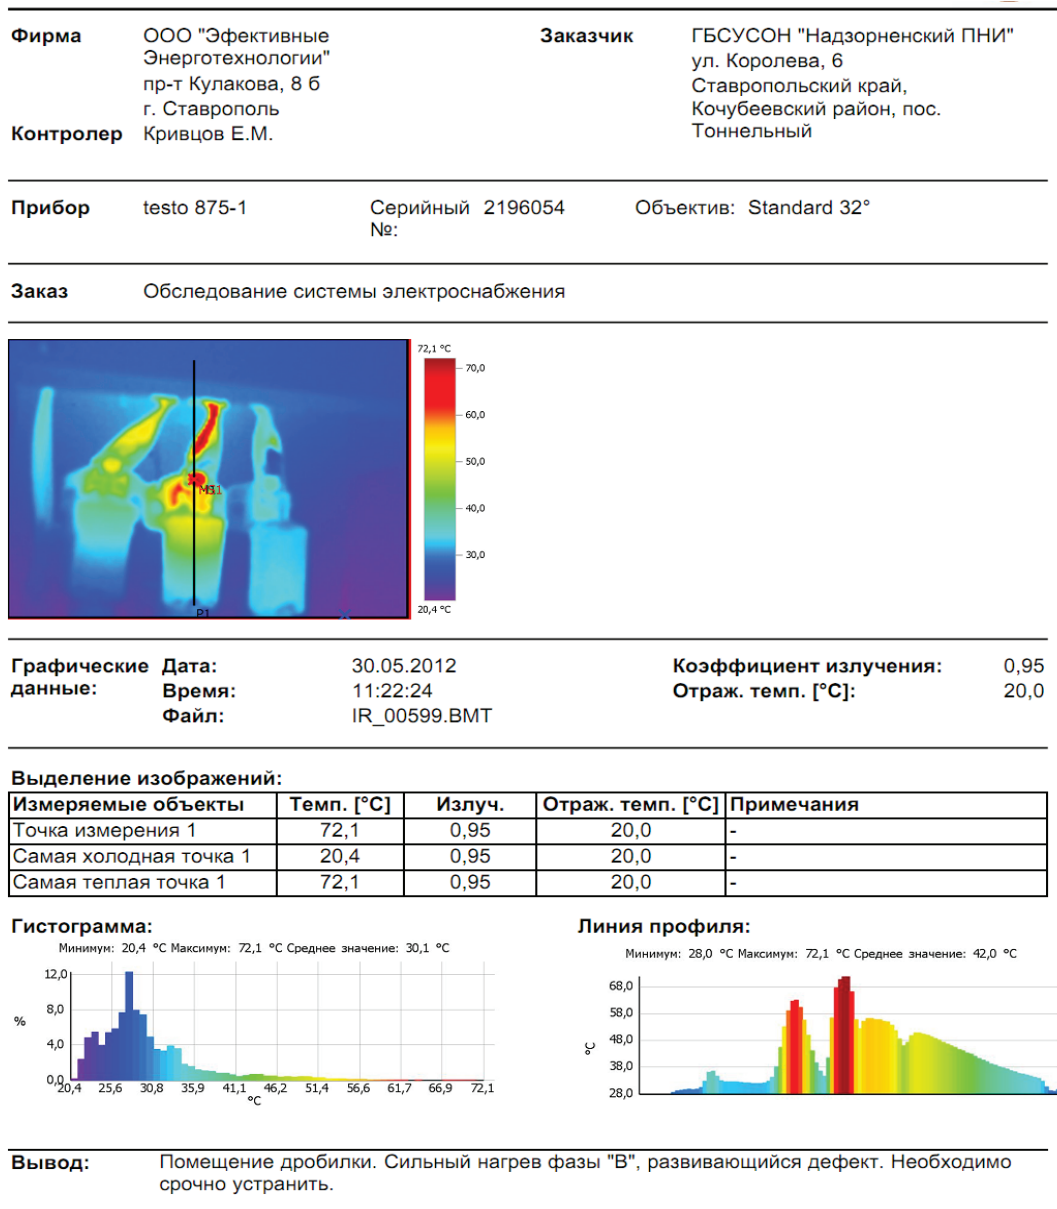 Фирма
ООО "Эфективные
Энерготехнологии"
пр-т Кулакова, 8 б
г. Ставрополь
Контролер Кривцов Е.М.
Заказчик
ГБСУСОН "Надзорненский ПНИ"
ул. Королева, 6
Ставропольский край,
Кочубеевский район, пос.
Тоннельный
Прибор testo 875-1 Серийный 2196054 Объектив: Standard 32°
№:
Заказ Обследование системы электроснабжения
72,1 °C
70,0
60,0
50,0
40,0
30,0
20,4 °C
P1
Графические Дата: 30.05.2012 Коэффициент излучения: 0,95
данные: Время: 11:22:24 Отраж. темп. [°C]: 20,0
Файл: IR_00599.BMT
Выделение изображений:
Измеряемые объекты Темп. [°C] Излуч. Отраж. темп. [°C] Примечания
Точка измерения 1 72,1 0,95 20,0 -
Самая холодная точка 1 20,4 0,95 20,0 -
Самая теплая точка 1 72,1 0,95 20,0 -
Гистограмма:
Минимум: 20,4 °C Максимум: 72,1 °C Среднее значение: 30,1 °C
12,0
8,0
%
4,0
0,0
20,4 25,6 30,8 35,9 41,1 46,2 51,4 56,6 61,7 66,9 72,1
°C
Линия профиля:
Минимум: 28,0 °C Максимум: 72,1 °C Среднее значение: 42,0 °C
68,0
58,0
°C
48,0
38,0
28,0
Вывод: Помещение дробилки. Сильный нагрев фазы "В", развивающийся дефект. Необходимо
срочно устранить.